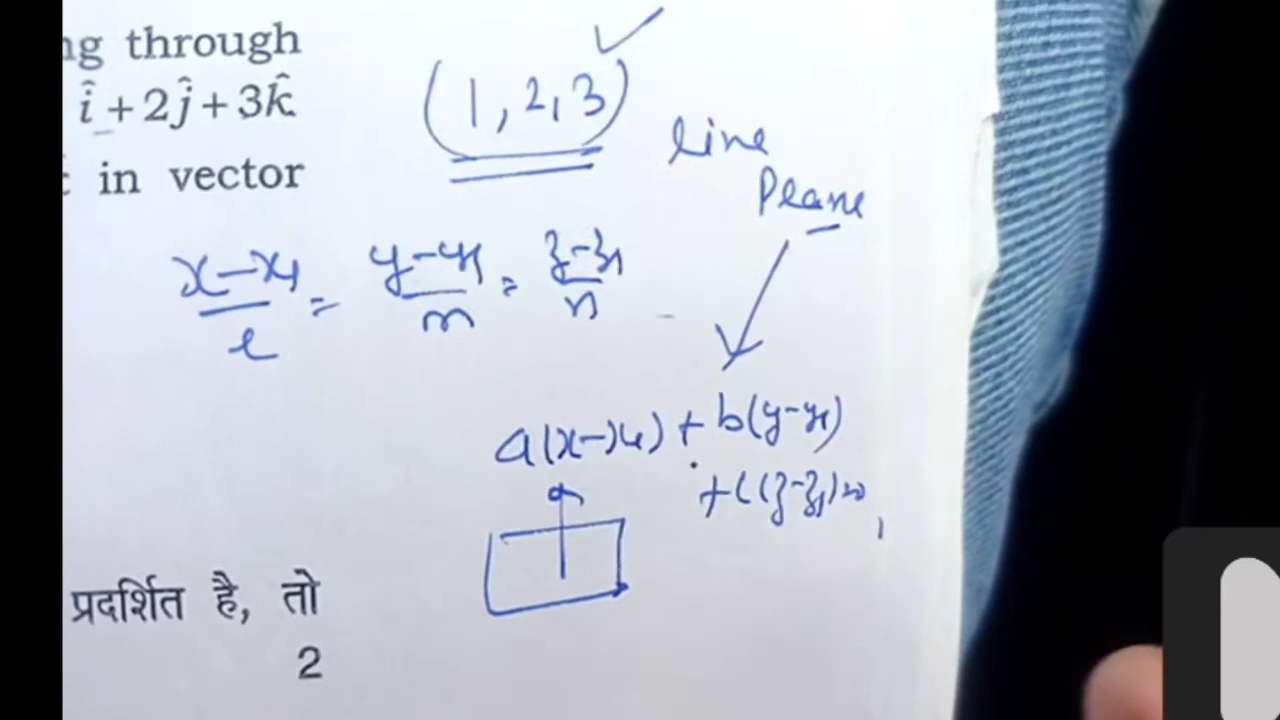 ng through
î + 2ĵ + 3k̂
in vector
(1, 2, 3)
line
Plane
x-x₁/l = y-y₁/m = z-z₁/n
a(x-x₁) + b(y-y₁)
+c(z-z₁)=0
प्रदर्शित है, तो
2